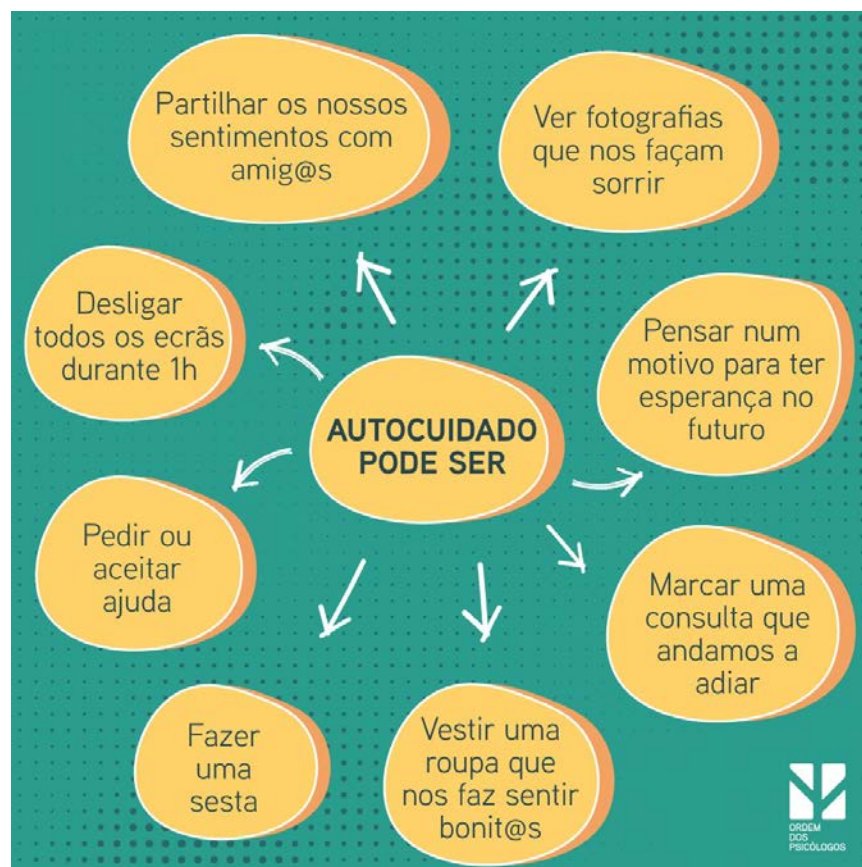 Partilhar os nossos
sentimentos com
amig@s
Ver fotografias
que nos façam
sorrir
Desligar
todos os ecrãs
durante 1h
Pensar num
motivo para ter
esperança no
futuro
AUTOCUIDADO
PODE SER
Pedir ou
aceitar
ajuda
Marcar uma
consulta que
andamos a
adiar
Fazer
uma
sesta
Vestir uma
roupa que
nos faz sentir
bonit@s
ORDEM
DOS
PSICÓLOGOS